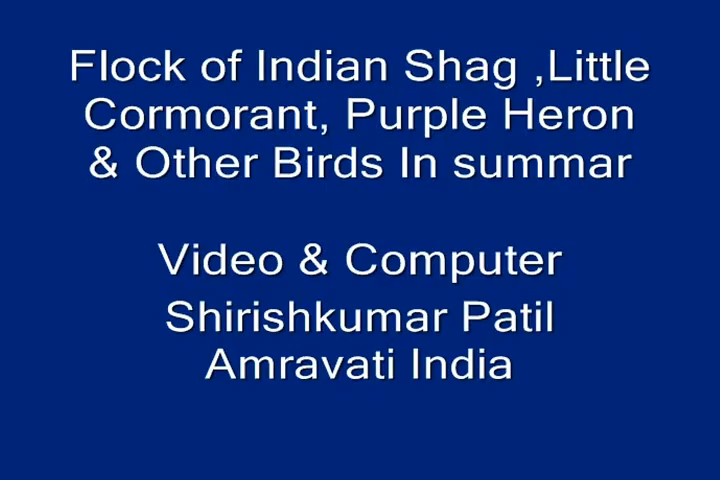 Flock of Indian Shag ,Little
Cormorant, Purple Heron
& Other Birds In summar
Video & Computer
Shirishkumar Patil
Amravati India